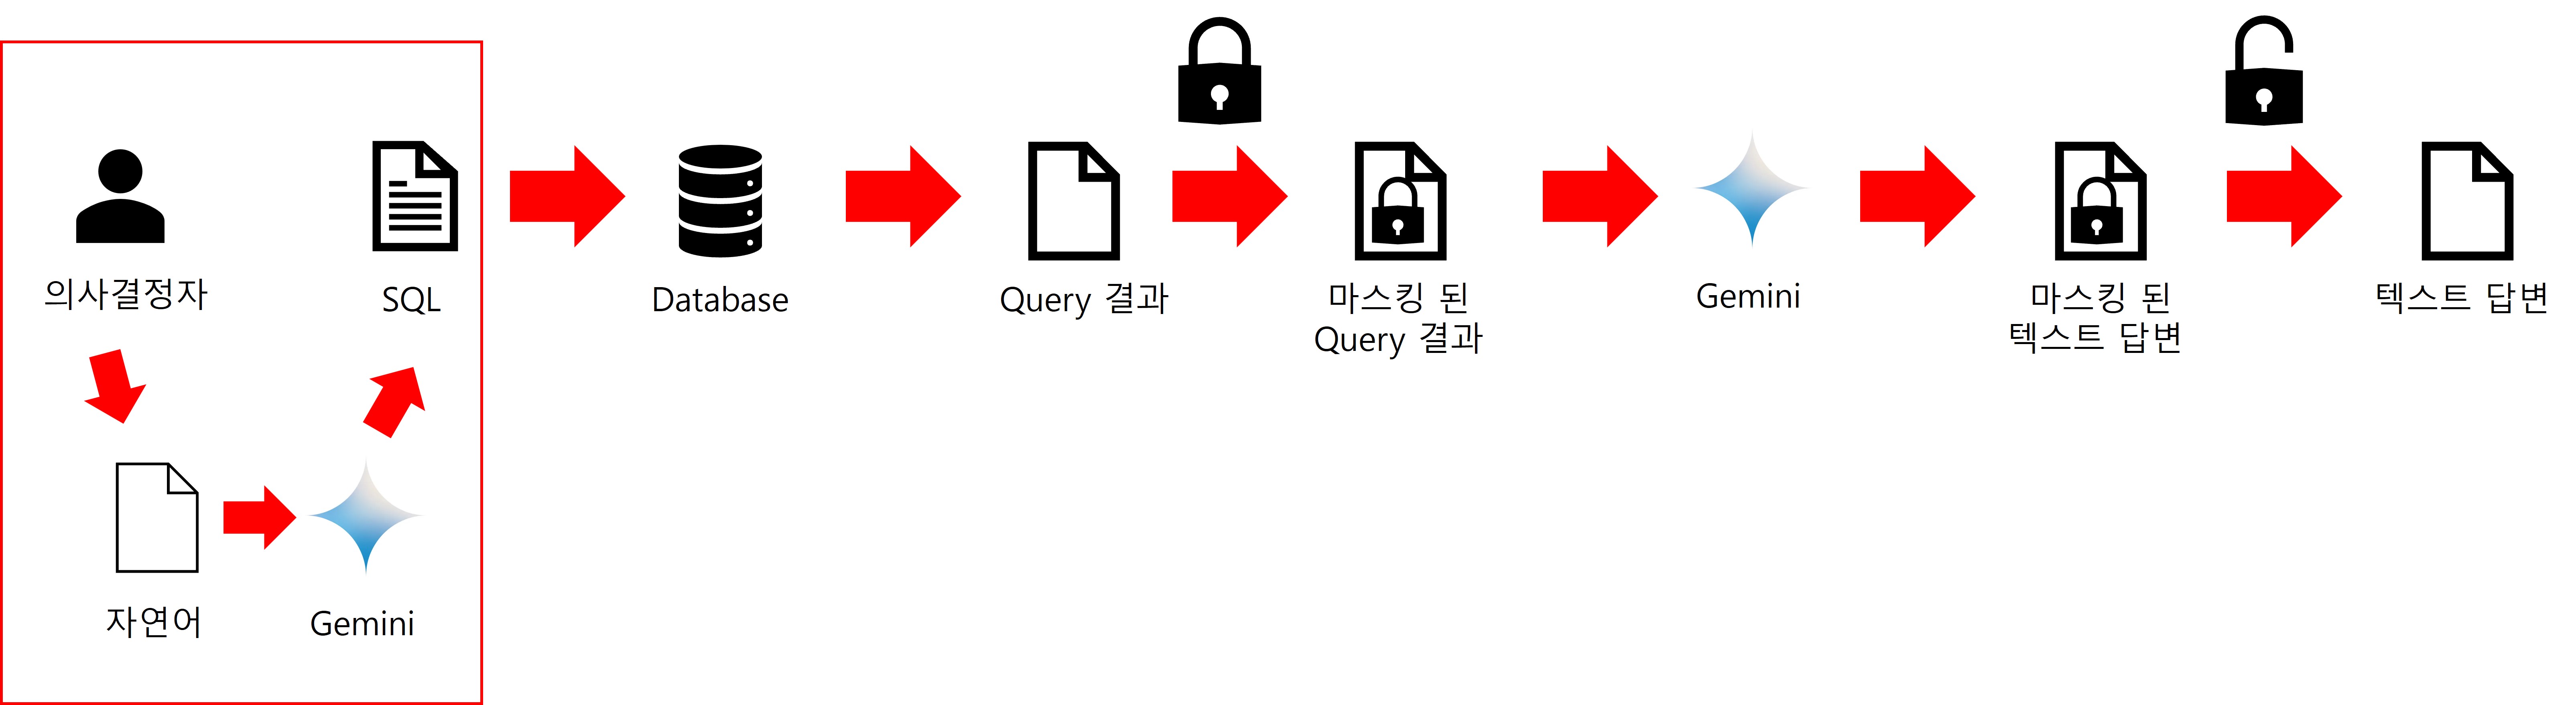 의사결정자
SQL
자연어
Gemini
Database
Query 결과
마스킹 된
Query 결과
Gemini
마스킹 된
텍스트 답변
텍스트 답변